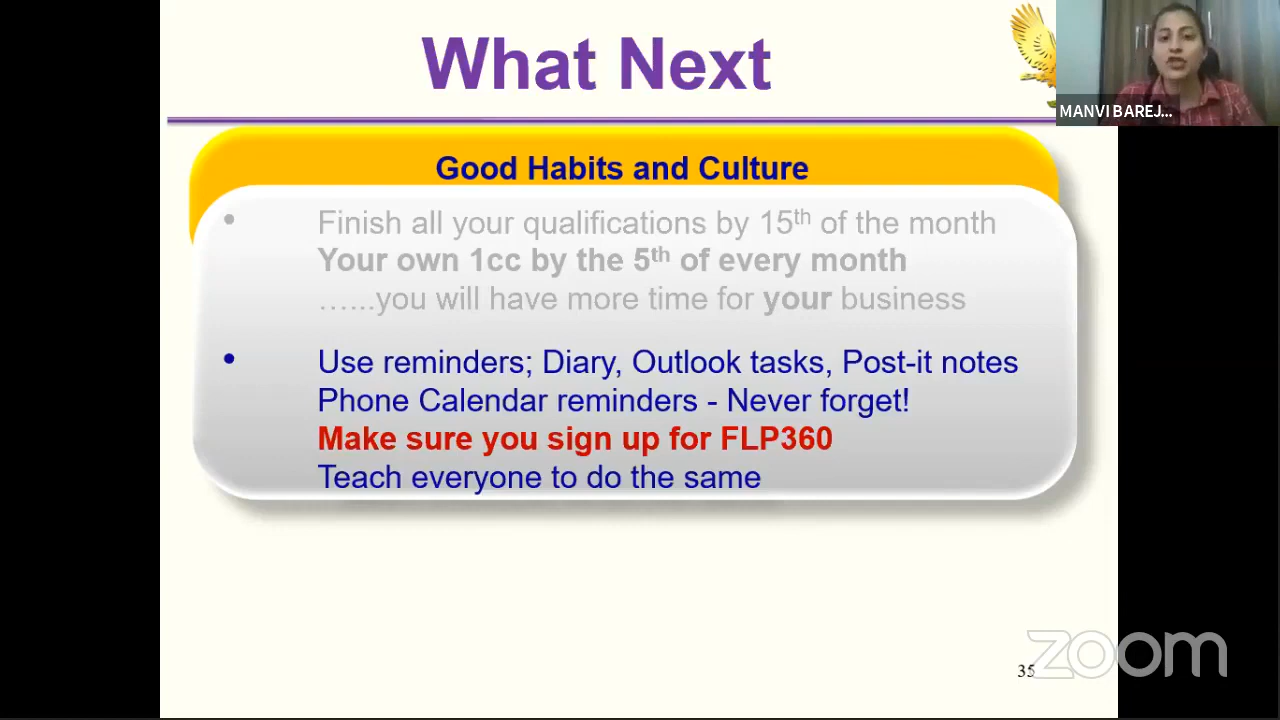 What Next
MANVI BAREJ...
Good Habits and Culture
• Finish all your qualifications by 15th of the month
Your own 1cc by the 5th of every month
…...you will have more time for your business
• Use reminders; Diary, Outlook tasks, Post-it notes
Phone Calendar reminders - Never forget!
Make sure you sign up for FLP360
Teach everyone to do the same
35
zoom